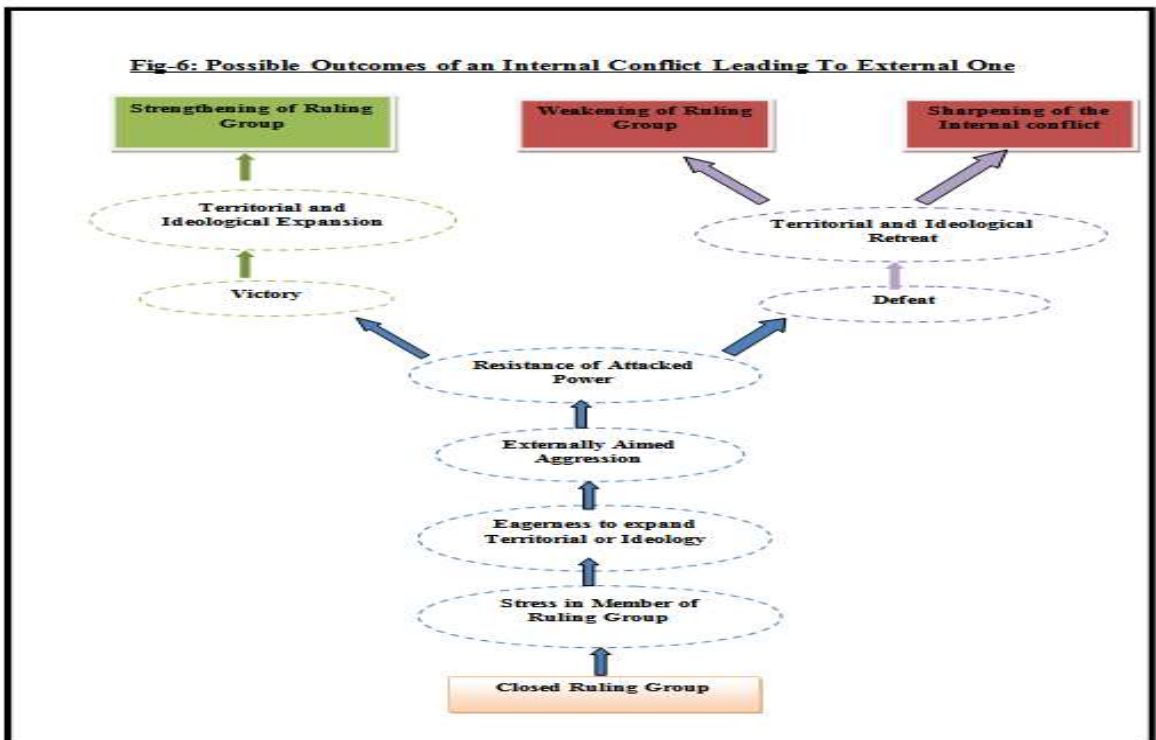 Fig-6: Possible Outcomes of an Internal Conflict Leading To External One
Strengthening of Ruling
Group
Weakening of Ruling
Group
Sharpening of the
Internal conflict
Territorial and
Ideological Expansion
Territorial and Ideological
Retreat
Victory
Defeat
Resistance of Attacked
Power
Externally Aimed
Aggression
Eagerness to expand
Territorial or Ideology
Stress in Member of
Ruling Group
Closed Ruling Group